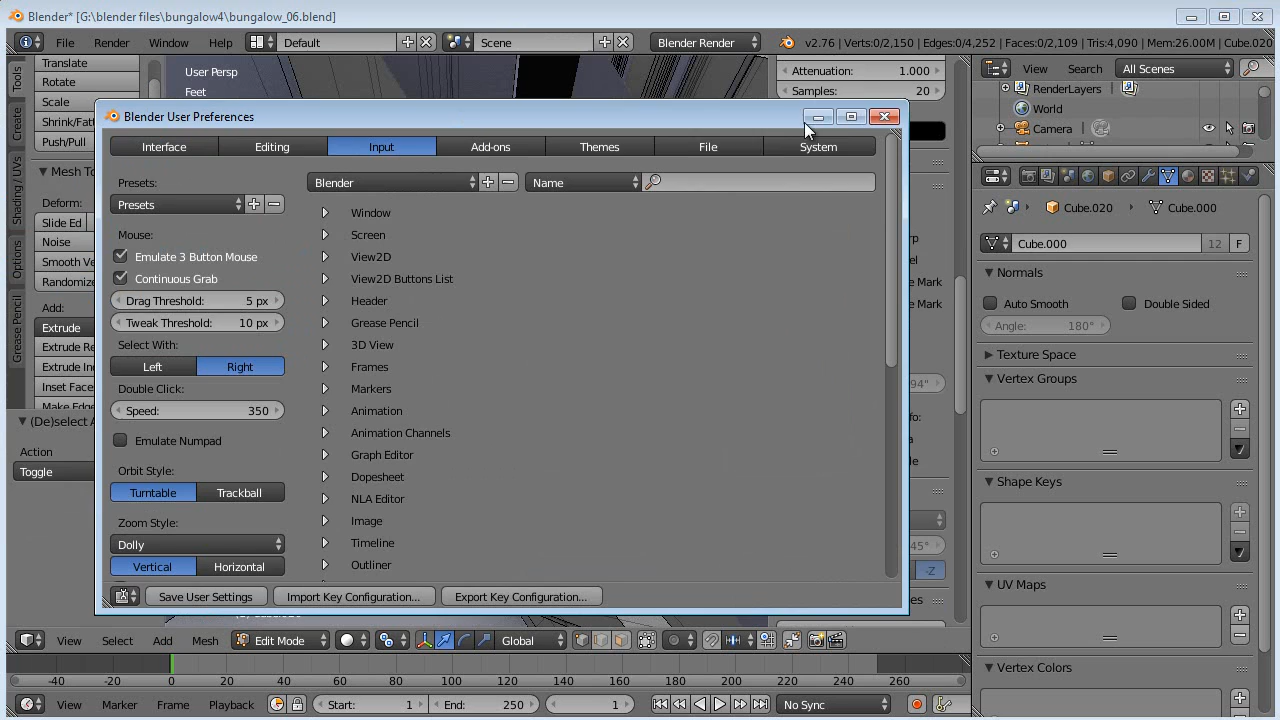 Blender* [G:\blender files\bungalow4\bungalow_06.blend]
File Render Window Help Default Scene Blender Render v2.76 | Verts:0/2,150 | Edges:0/4,252 | Faces:0/2,109 | Tris:4,090 | Mem:26.00M | Cube.020
Tools
Create
Shading / UVs
Options
Grease Pencil
Translate
Rotate
Scale
Shrink/Fat
Push/Pull
Mesh To
Deform:
Slide Ed
Noise
Smooth Ve
Randomize
Add:
Extrude
Extrude Re
Extrude Ind
Inset Face
Make Edge
(De)select A
Action
Toggle
User Persp
Feet
Attenuation: 1.000
Samples: 20
Blender User Preferences
Interface Editing Input Add-ons Themes File System
Presets:
Presets
Mouse:
Emulate 3 Button Mouse
Continuous Grab
Drag Threshold: 5 px
Tweak Threshold: 10 px
Select With:
Left Right
Double Click:
Speed: 350
Emulate Numpad
Orbit Style:
Turntable Trackball
Zoom Style:
Dolly
Vertical Horizontal
Blender Name
Window
Screen
View2D
View2D Buttons List
Header
Grease Pencil
3D View
Frames
Markers
Animation
Animation Channels
Graph Editor
Dopesheet
NLA Editor
Image
Timeline
Outliner
Save User Settings Import Key Configuration... Export Key Configuration...
Mark
Mark
94°
45°
-Z
View Search All Scenes
RenderLayers
World
Camera
Cube.020 Cube.000
Cube.000 12 F
Normals
Auto Smooth Double Sided
Angle: 180°
Texture Space
Vertex Groups
Shape Keys
UV Maps
Vertex Colors
View Select Add Mesh Edit Mode Global
-40 -20 0 20 40 60 80 100 120 140 160 180 200 220 240 260
View Marker Frame Playback Start: 1 End: 250 1 No Sync